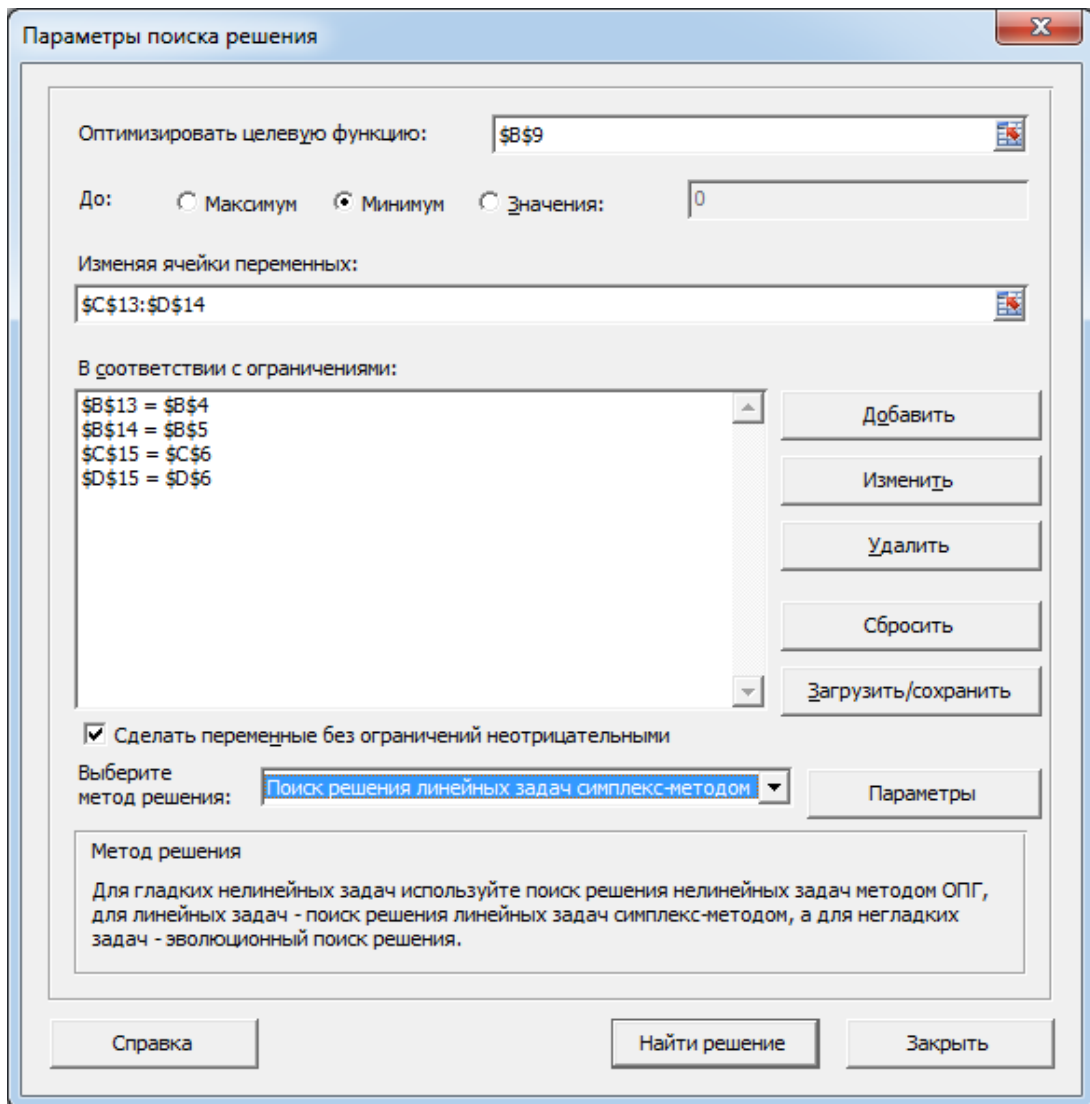 Параметры поиска решения
Оптимизировать целевую функцию:
$B$9
До:
Максимум
Минимум
Значения:
0
Изменяя ячейки переменных:
$C$13:$D$14
В соответствии с ограничениями:
$B$13 = $B$4
$B$14 = $B$5
$C$15 = $C$6
$D$15 = $D$6
Добавить
Изменить
Удалить
Сбросить
Загрузить/сохранить
Сделать переменные без ограничений неотрицательными
Выберите
метод решения:
Поиск решения линейных задач симплекс-методом
Параметры
Метод решения
Для гладких нелинейных задач используйте поиск решения нелинейных задач методом ОПГ,
для линейных задач - поиск решения линейных задач симплекс-методом, а для негладких
задач - эволюционный поиск решения.
Справка
Найти решение
Закрыть